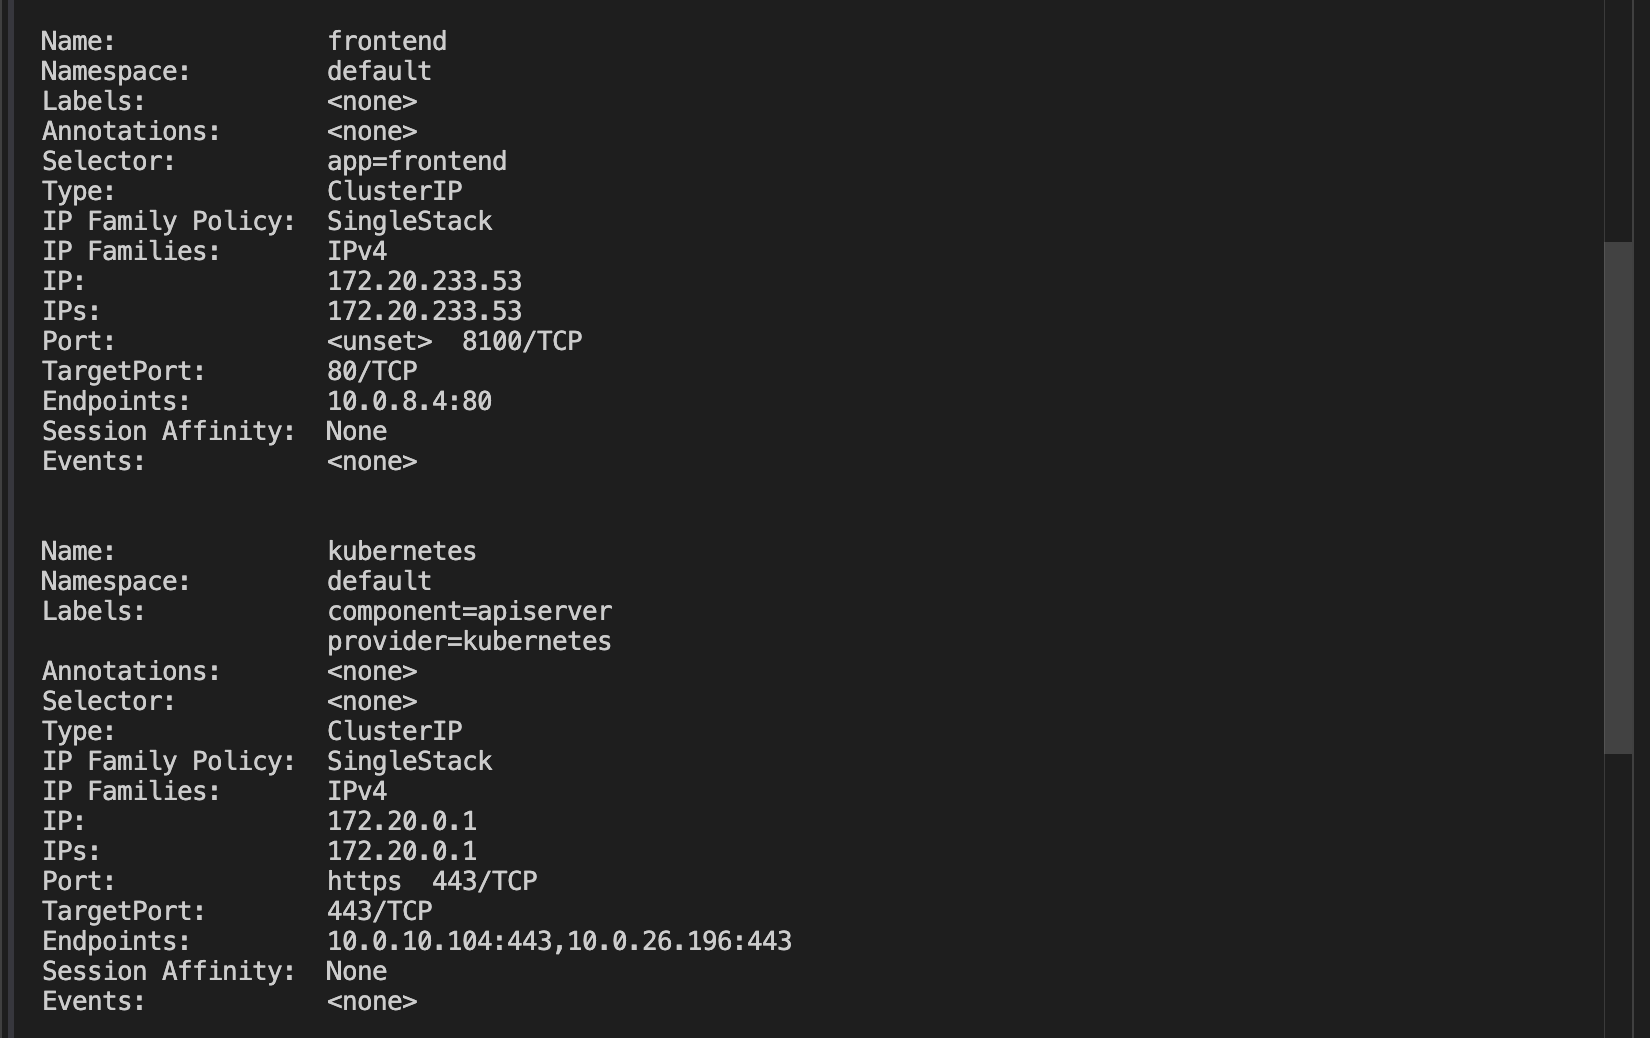 Name:              frontend
Namespace:         default
Labels:            <none>
Annotations:       <none>
Selector:          app=frontend
Type:              ClusterIP
IP Family Policy:  SingleStack
IP Families:       IPv4
IP:                172.20.233.53
IPs:               172.20.233.53
Port:              <unset>  8100/TCP
TargetPort:        80/TCP
Endpoints:         10.0.8.4:80
Session Affinity:  None
Events:            <none>
Name:              kubernetes
Namespace:         default
Labels:            component=apiserver
                   provider=kubernetes
Annotations:       <none>
Selector:          <none>
Type:              ClusterIP
IP Family Policy:  SingleStack
IP Families:       IPv4
IP:                172.20.0.1
IPs:               172.20.0.1
Port:              https  443/TCP
TargetPort:        443/TCP
Endpoints:         10.0.10.104:443,10.0.26.196:443
Session Affinity:  None
Events:            <none>